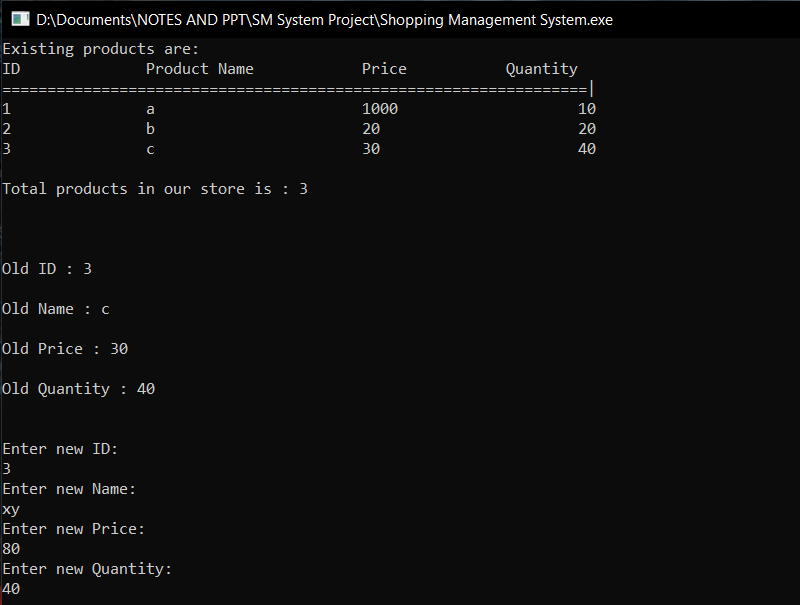 D:\Documents\NOTES AND PPT\SM System Project\Shopping Management System.exe
Existing products are:
ID Product Name Price Quantity
=================================================================|
1 a 1000 10
2 b 20 20
3 c 30 40
Total products in our store is : 3
Old ID : 3
Old Name : c
Old Price : 30
Old Quantity : 40
Enter new ID:
3
Enter new Name:
xy
Enter new Price:
80
Enter new Quantity:
40